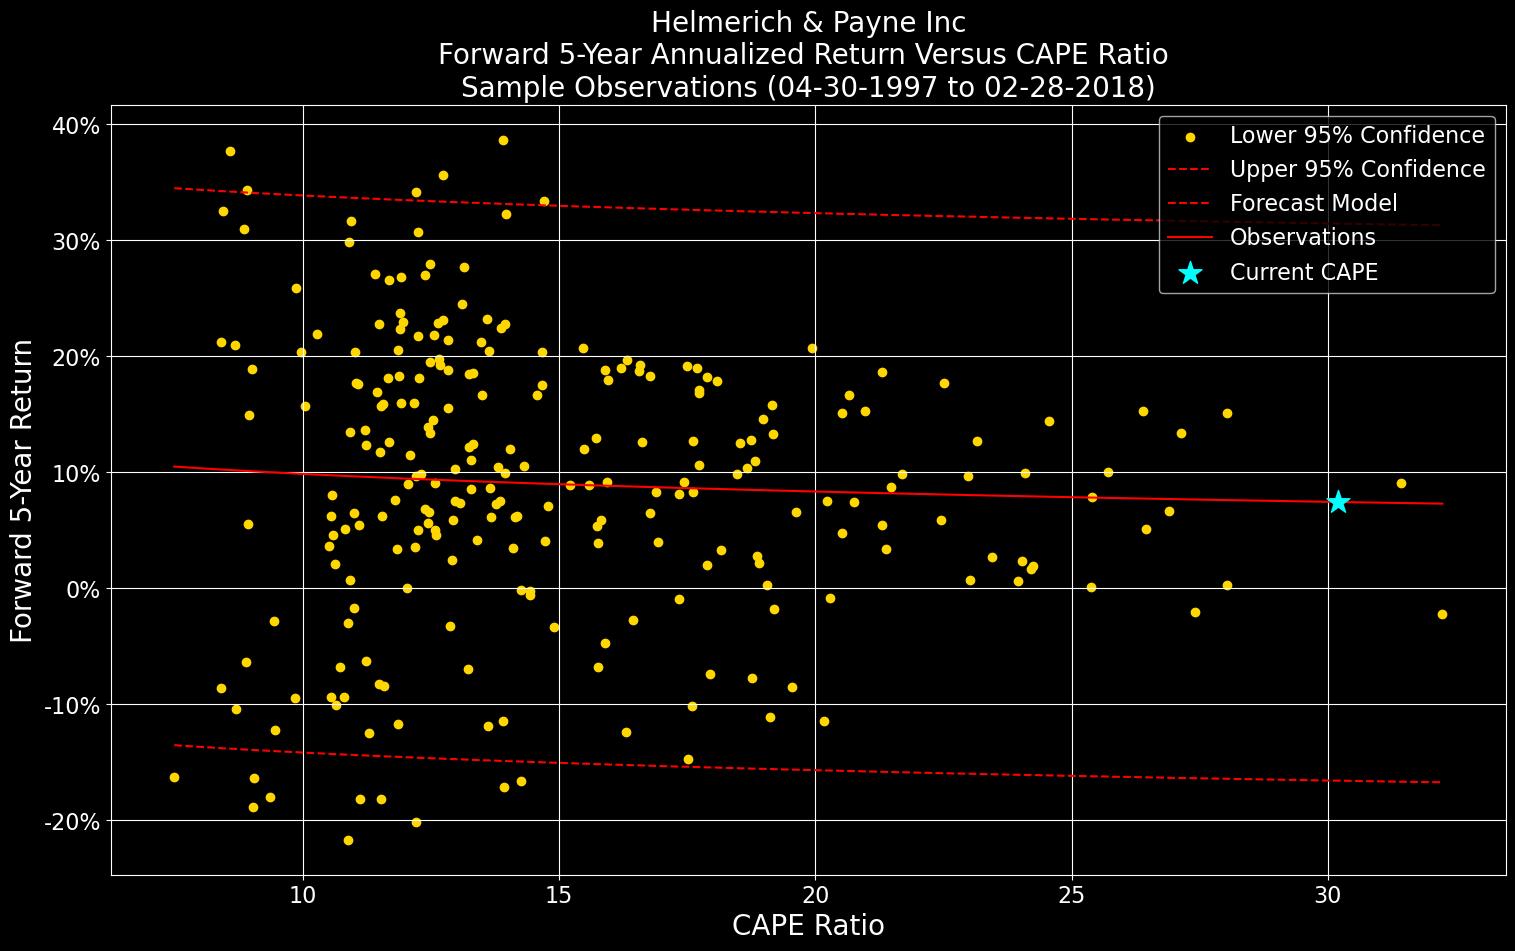 Helmerich & Payne Inc
Forward 5-Year Annualized Return Versus CAPE Ratio
Sample Observations (04-30-1997 to 02-28-2018)
Lower 95% Confidence
Upper 95% Confidence
Forecast Model
Observations
Current CAPE
Forward 5-Year Return
40%
30%
20%
10%
0%
-10%
-20%
10 15 20 25 30
CAPE Ratio